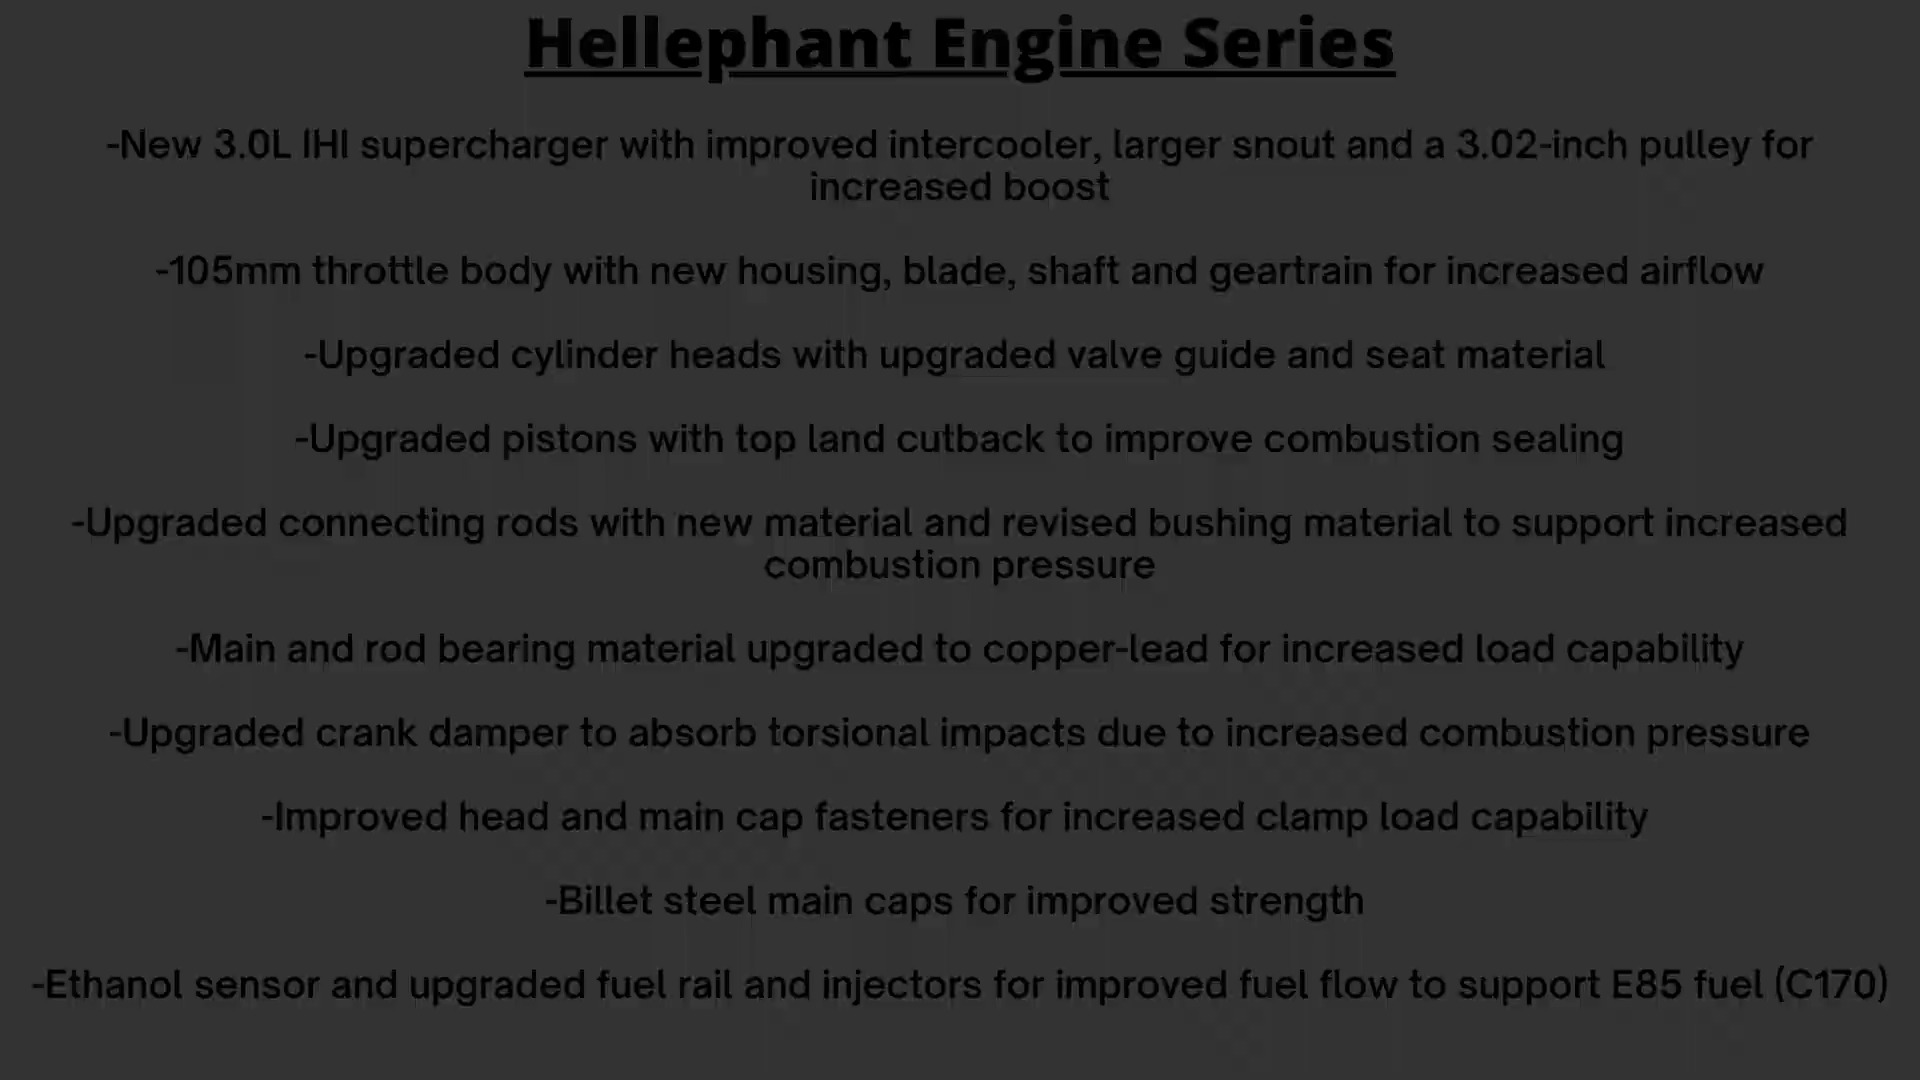 Hellephant Engine Series
-New 3.0L IHI supercharger with improved intercooler, larger snout and a 3.02-inch pulley for
increased boost
-105mm throttle body with new housing, blade, shaft and geartrain for increased airflow
-Upgraded cylinder heads with upgraded valve guide and seat material
-Upgraded pistons with top land cutback to improve combustion sealing
-Upgraded connecting rods with new material and revised bushing material to support increased
combustion pressure
-Main and rod bearing material upgraded to copper-lead for increased load capability
-Upgraded crank damper to absorb torsional impacts due to increased combustion pressure
-Improved head and main cap fasteners for increased clamp load capability
-Billet steel main caps for improved strength
-Ethanol sensor and upgraded fuel rail and injectors for improved fuel flow to support E85 fuel (C170)